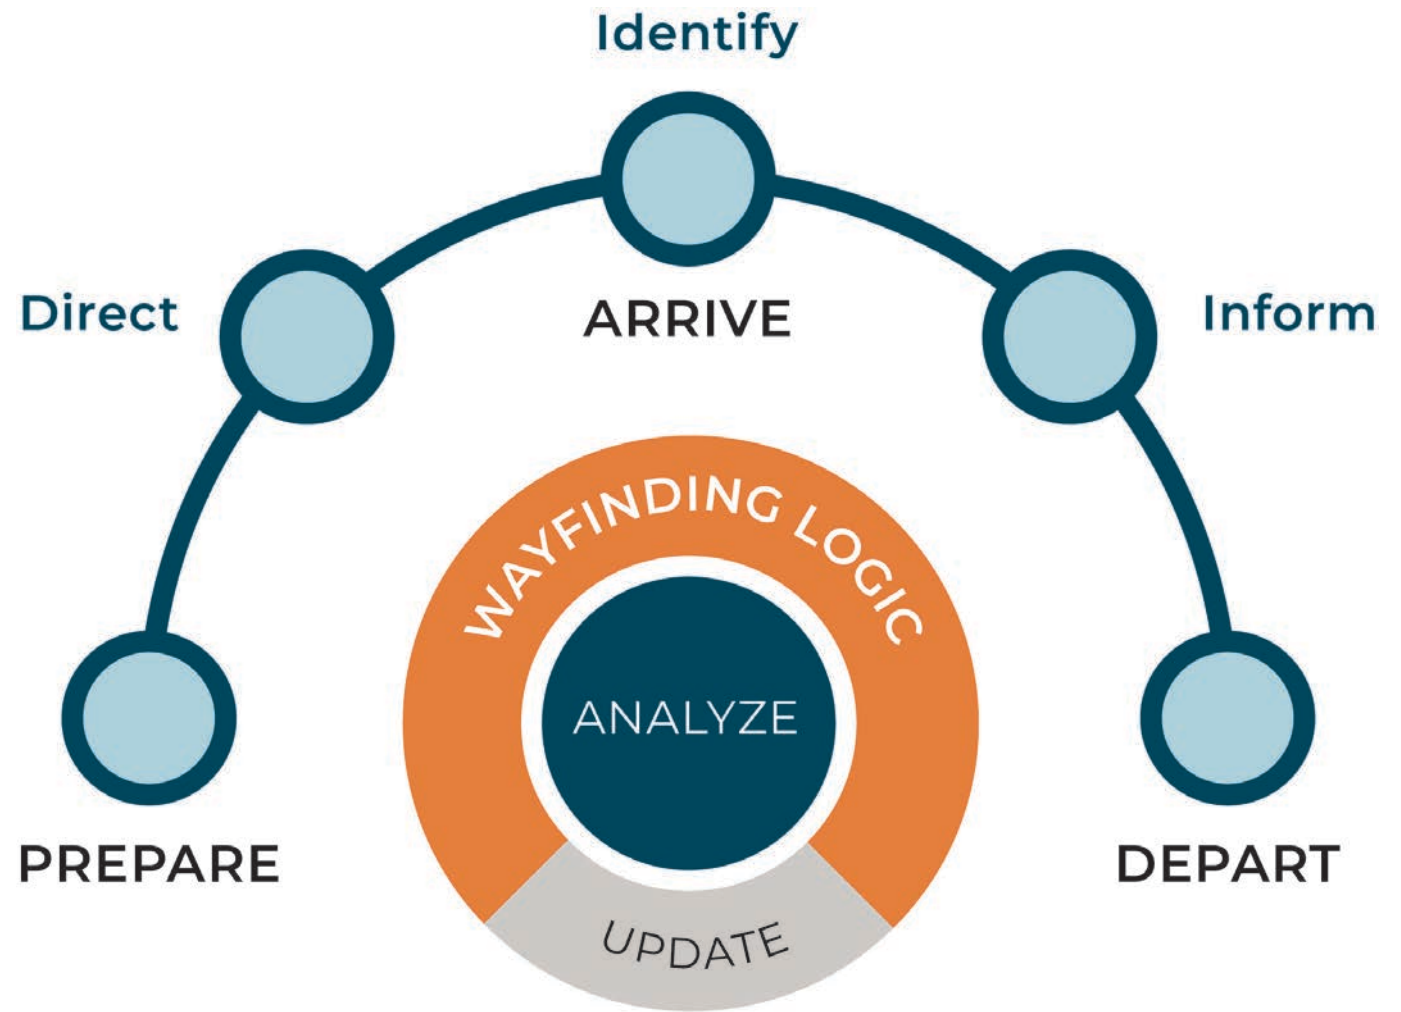 Identify
Direct
Inform
ARRIVE
WAYFINDING LOGIC
ANALYZE
PREPARE
DEPART
UPDATE